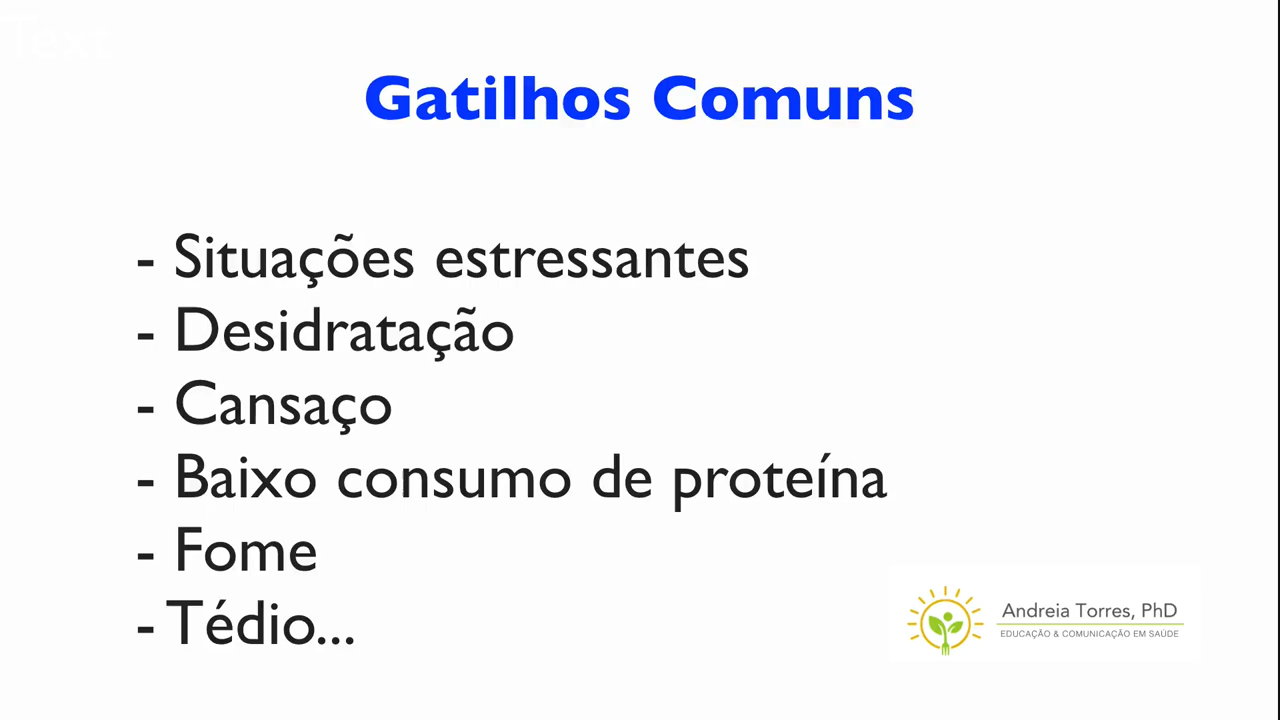 Text
Gatilhos Comuns
- Situações estressantes
- Desidratação
- Cansaço
- Baixo consumo de proteína
- Fome
- Tédio...
Andreia Torres, PhD
EDUCAÇÃO & COMUNICAÇÃO EM SAÚDE